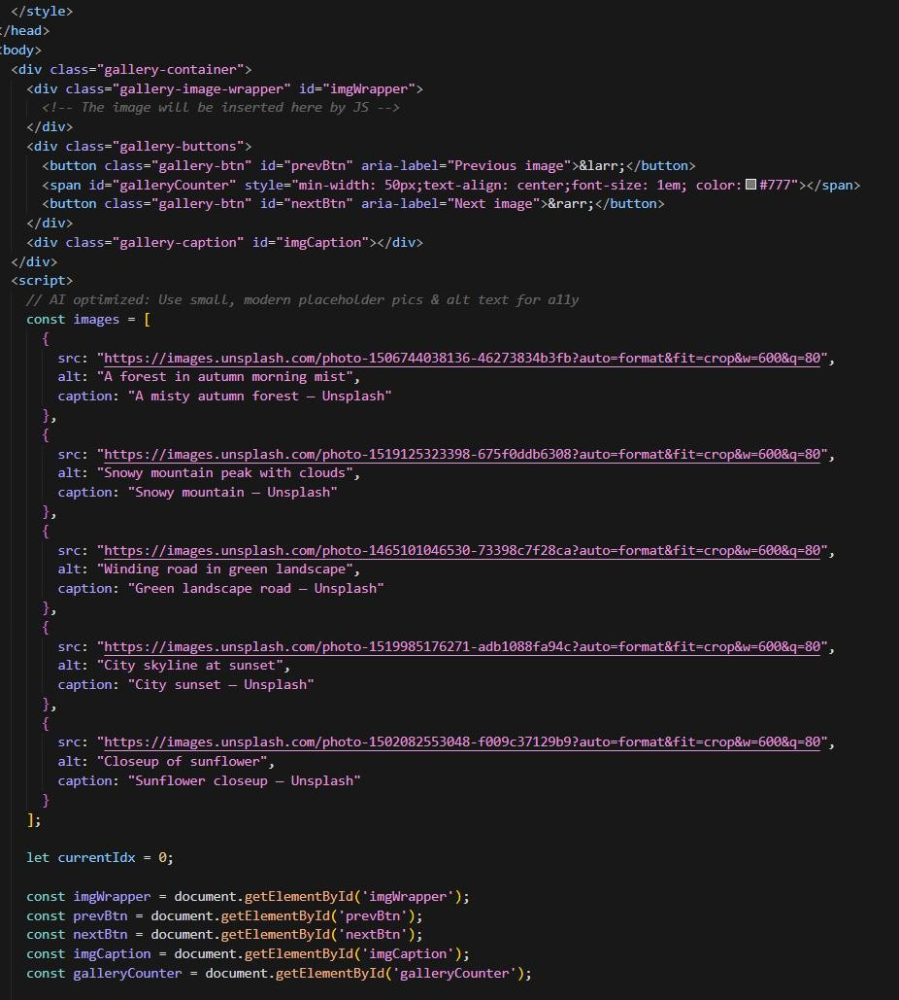 </style>
</head>
<body>
<div class="gallery-container">
<div class="gallery-image-wrapper" id="imgWrapper">
<!-- The image will be inserted here by JS -->
</div>
<div class="gallery-buttons">
<button class="gallery-btn" id="prevBtn" aria-label="Previous image">&larr;</button>
<span id="galleryCounter" style="min-width: 50px;text-align: center;font-size: 1em; color:#777"></span>
<button class="gallery-btn" id="nextBtn" aria-label="Next image">&rarr;</button>
</div>
<div class="gallery-caption" id="imgCaption"></div>
</div>
<script>
// AI optimized: Use small, modern placeholder pics & alt text for a11y
const images = [
{
src: "https://images.unsplash.com/photo-1506744038136-46273834b3fb?auto=format&fit=crop&w=600&q=80",
alt: "A forest in autumn morning mist",
caption: "A misty autumn forest — Unsplash"
},
{
src: "https://images.unsplash.com/photo-1519125323398-675f0ddb6308?auto=format&fit=crop&w=600&q=80",
alt: "Snowy mountain peak with clouds",
caption: "Snowy mountain — Unsplash"
},
{
src: "https://images.unsplash.com/photo-1465101046530-73398c7f28ca?auto=format&fit=crop&w=600&q=80",
alt: "Winding road in green landscape",
caption: "Green landscape road — Unsplash"
},
{
src: "https://images.unsplash.com/photo-1519985176271-adb1088fa94c?auto=format&fit=crop&w=600&q=80",
alt: "City skyline at sunset",
caption: "City sunset — Unsplash"
},
{
src: "https://images.unsplash.com/photo-1502082553048-f009c37129b9?auto=format&fit=crop&w=600&q=80",
alt: "Closeup of sunflower",
caption: "Sunflower closeup — Unsplash"
}
];
let currentIdx = 0;
const imgWrapper = document.getElementById('imgWrapper');
const prevBtn = document.getElementById('prevBtn');
const nextBtn = document.getElementById('nextBtn');
const imgCaption = document.getElementById('imgCaption');
const galleryCounter = document.getElementById('galleryCounter');